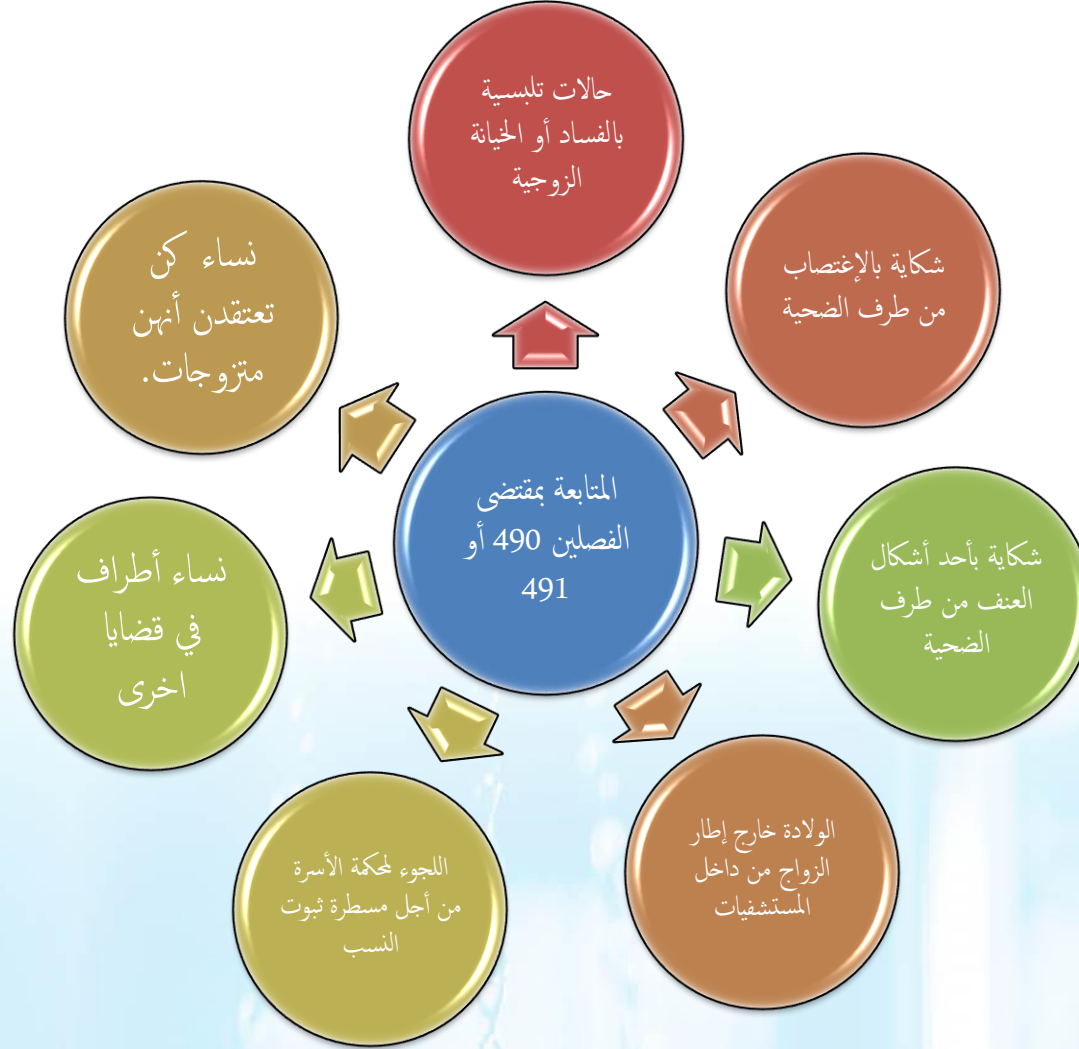 حالات تلبسية
بالفساد أو الخيانة
الزوجية
شكاية بالإغتصاب
من طرف الضحية
شكاية بأحد أشكال
العنف من طرف
الضحية
الولادة خارج إطار
الزواج من داخل
المستشفيات
اللجوء لمحكمة الأسرة
من أجل مسطرة ثبوت
النسب
نساء أطراف
في قضايا
اخرى
نساء كن
تعتقدن أنهن
متزوجات.
المتابعة بمقتضى
الفصلين 490 أو
491